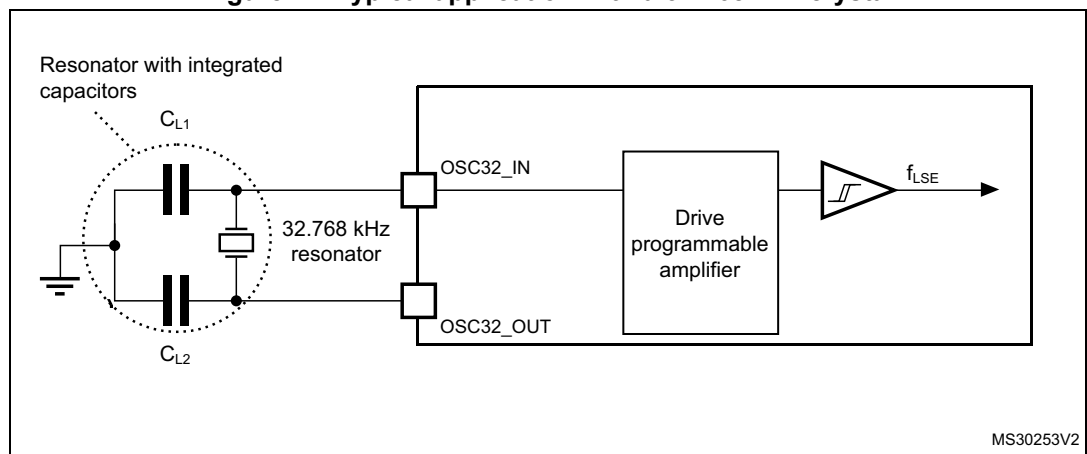 Resonator with integrated
capacitors
CL1
OSC32_IN
fLSE
32.768 kHz
resonator
Drive
programmable
amplifier
OSC32_OUT
CL2
MS30253V2